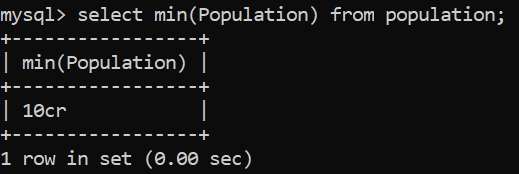 mysql> select min(Population) from population;
+-----------------+
| min(Population) |
+-----------------+
| 10cr            |
+-----------------+
1 row in set (0.00 sec)